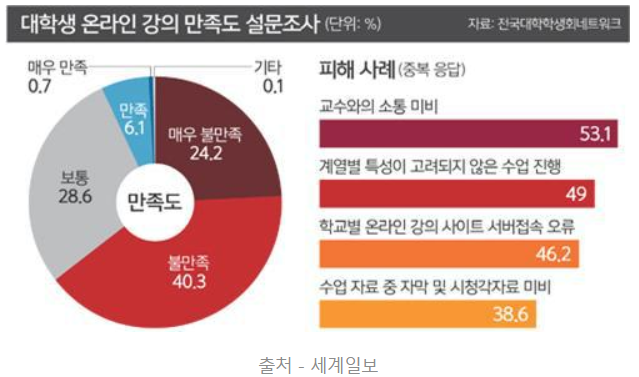 대학생 온라인 강의 만족도 설문조사 (단위: %)
자료: 전국대학학생회네트워크
매우 만족
0.7
기타
0.1
만족
6.1
매우 불만족
24.2
보통
28.6
만족도
불만족
40.3
피해 사례(중복 응답)
교수와의 소통 미비
53.1
계열별 특성이 고려되지 않은 수업 진행
49
학교별 온라인 강의 사이트 서버접속 오류
46.2
수업 자료 중 자막 및 시청각자료 미비
38.6
출처 - 세계일보